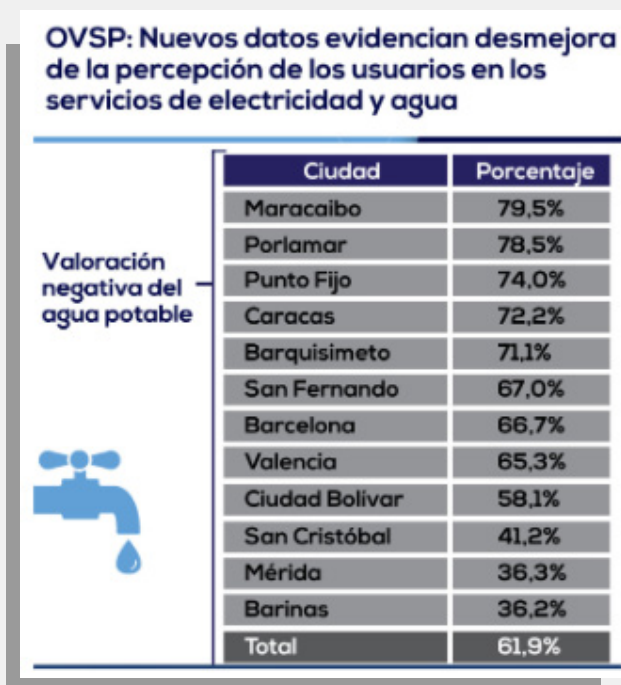 OVSP: Nuevos datos evidencian desmejora
de la percepción de los usuarios en los
servicios de electricidad y agua
Valoración
negativa del
agua potable
Ciudad Porcentaje
Maracaibo 79,5%
Porlamar 78,5%
Punto Fijo 74,0%
Caracas 72,2%
Barquisimeto 71,1%
San Fernando 67,0%
Barcelona 66,7%
Valencia 65,3%
Ciudad Bolívar 58,1%
San Cristóbal 41,2%
Mérida 36,3%
Barinas 36,2%
Total 61,9%